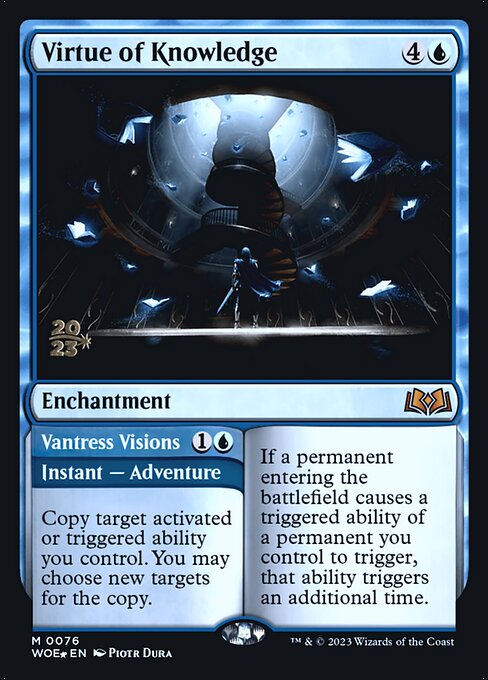 Virtue of Knowledge 4
20
23
Enchantment
Vantress Visions 1
Instant — Adventure
Copy target activated
or triggered ability
you control. You may
choose new targets
for the copy.
If a permanent
entering the
battlefield causes a
triggered ability of
a permanent you
control to trigger,
that ability triggers
an additional time.
M 0076
WOE★EN Piotr Dura
™ & © 2023 Wizards of the Coast